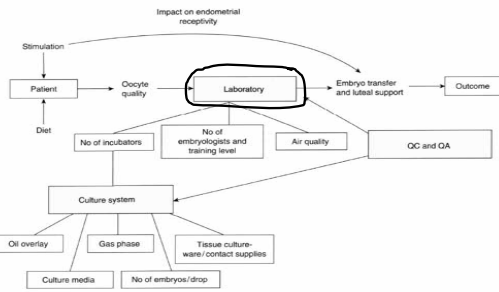 Impact on endometrial
receptivity
Stimulation
Patient
Oocyte
quality
Laboratory
Embryo transfer
and luteal support
Outcome
Diet
No of incubators
No of
embryologists and
training level
Air quality
QC and QA
Culture system
Oil overlay
Gas phase
Tissue culture-
ware/contact supplies
Culture media
No of embryos/drop